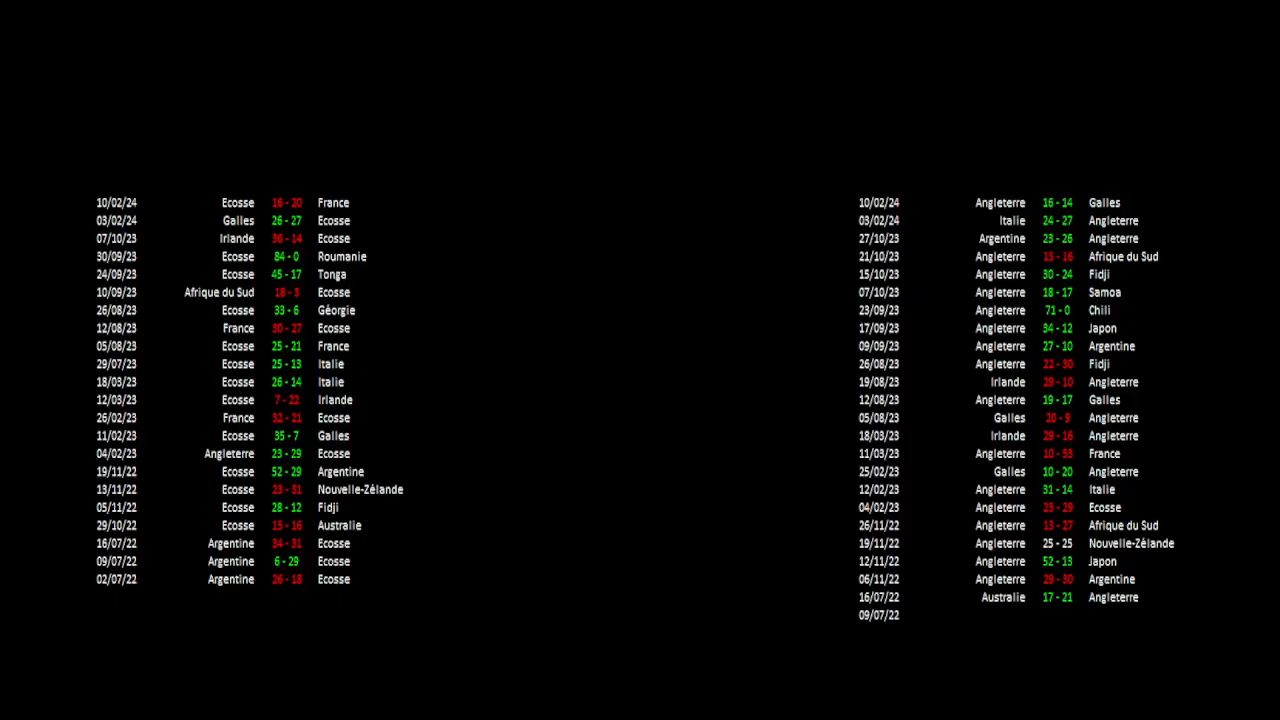 10/02/24 Ecosse 16 - 20 France
03/02/24 Galles 26 - 27 Ecosse
07/10/23 Irlande 36 - 14 Ecosse
30/09/23 Ecosse 84 - 0 Roumanie
24/09/23 Ecosse 45 - 17 Tonga
10/09/23 Afrique du Sud 18 - 3 Ecosse
26/08/23 Ecosse 33 - 6 Géorgie
12/08/23 France 30 - 27 Ecosse
05/08/23 Ecosse 25 - 21 France
29/07/23 Ecosse 25 - 13 Italie
18/03/23 Ecosse 26 - 14 Italie
12/03/23 Ecosse 7 - 22 Irlande
26/02/23 France 32 - 21 Ecosse
11/02/23 Ecosse 35 - 7 Galles
04/02/23 Angleterre 23 - 29 Ecosse
19/11/22 Ecosse 52 - 29 Argentine
13/11/22 Ecosse 23 - 31 Nouvelle-Zélande
05/11/22 Ecosse 28 - 12 Fidji
29/10/22 Ecosse 15 - 16 Australie
16/07/22 Argentine 34 - 31 Ecosse
09/07/22 Argentine 6 - 29 Ecosse
02/07/22 Argentine 26 - 18 Ecosse
10/02/24 Angleterre 16 - 14 Galles
03/02/24 Italie 24 - 27 Angleterre
27/10/23 Argentine 23 - 26 Angleterre
21/10/23 Angleterre 15 - 16 Afrique du Sud
15/10/23 Angleterre 30 - 24 Fidji
07/10/23 Angleterre 18 - 17 Samoa
23/09/23 Angleterre 71 - 0 Chili
17/09/23 Angleterre 34 - 12 Japon
09/09/23 Angleterre 27 - 10 Argentine
26/08/23 Angleterre 22 - 30 Fidji
19/08/23 Irlande 29 - 10 Angleterre
12/08/23 Angleterre 19 - 17 Galles
05/08/23 Galles 20 - 9 Angleterre
18/03/23 Irlande 29 - 16 Angleterre
11/03/23 Angleterre 10 - 53 France
25/02/23 Galles 10 - 20 Angleterre
12/02/23 Angleterre 31 - 14 Italie
04/02/23 Angleterre 23 - 29 Ecosse
26/11/22 Angleterre 13 - 27 Afrique du Sud
19/11/22 Angleterre 25 - 25 Nouvelle-Zélande
12/11/22 Angleterre 52 - 13 Japon
06/11/22 Angleterre 29 - 30 Argentine
16/07/22 Australie 17 - 21 Angleterre
09/07/22